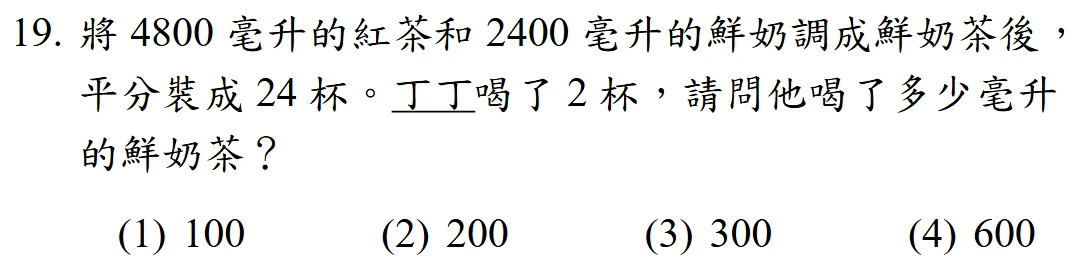 19. 將 4800 毫升的紅茶和 2400 毫升的鮮奶調成鮮奶茶後，
平分裝成 24 杯。丁丁喝了 2 杯，請問他喝了多少毫升
的鮮奶茶？
(1) 100 (2) 200 (3) 300 (4) 600